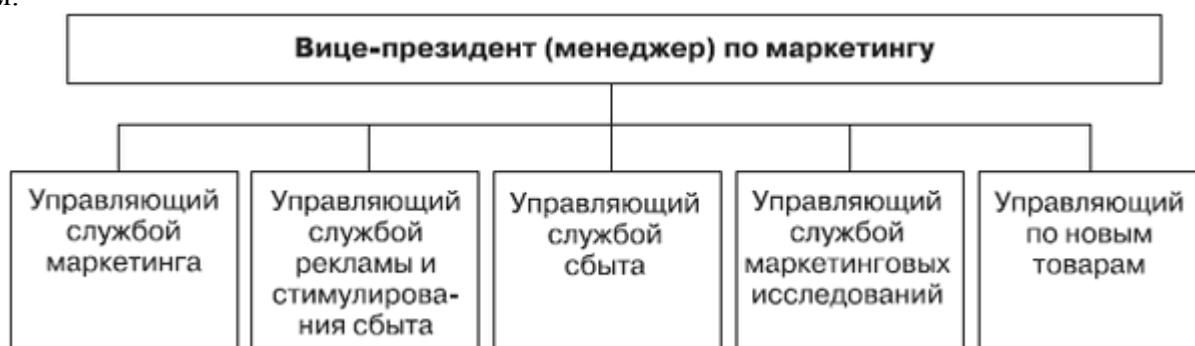 Вице-президент (менеджер) по маркетингу
Управляющий
службой
маркетинга
Управляющий
службой
рекламы и
стимулирова-
ния сбыта
Управляющий
службой
сбыта
Управляющий
службой
маркетинговых
исследований
Управляющий
по новым
товарам